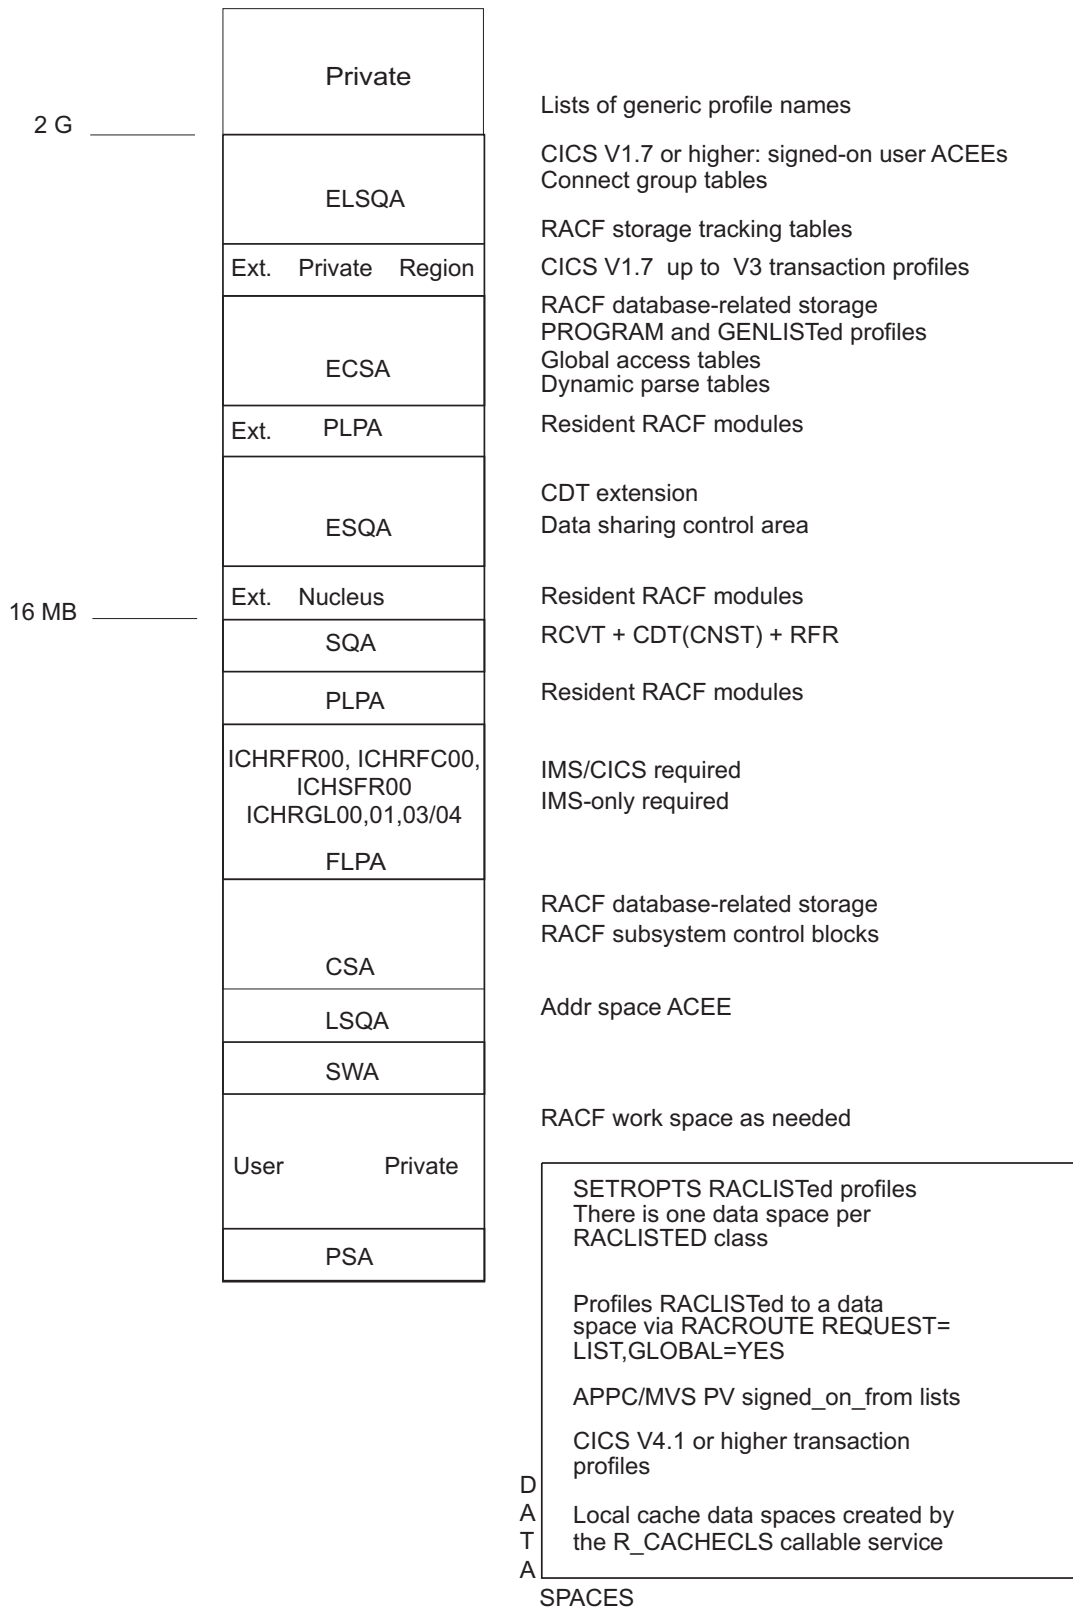 Private
Lists of generic profile names
2 G
CICS V1.7 or higher: signed-on user ACEEs
Connect group tables
ELSQA
RACF storage tracking tables
Ext. Private Region
CICS V1.7 up to V3 transaction profiles
RACF database-related storage
PROGRAM and GENLISTed profiles
Global access tables
ECSA
Dynamic parse tables
Ext. PLPA
Resident RACF modules
CDT extension
ESQA
Data sharing control area
Ext. Nucleus
Resident RACF modules
16 MB
SQA
RCVT + CDT(CNST) + RFR
PLPA
Resident RACF modules
ICHRFR00, ICHRFC00,
ICHSFR00
ICHRGL00,01,03/04
FLPA
IMS/CICS required
IMS-only required
RACF database-related storage
RACF subsystem control blocks
CSA
LSQA
Addr space ACEE
SWA
RACF work space as needed
User Private
PSA
SETROPTS RACLISTed profiles
There is one data space per
RACLISTED class
Profiles RACLISTed to a data
space via RACROUTE REQUEST=
LIST,GLOBAL=YES
APPC/MVS PV signed_on_from lists
CICS V4.1 or higher transaction
profiles
Local cache data spaces created by
the R_CACHECLS callable service
D
A
T
A
SPACES